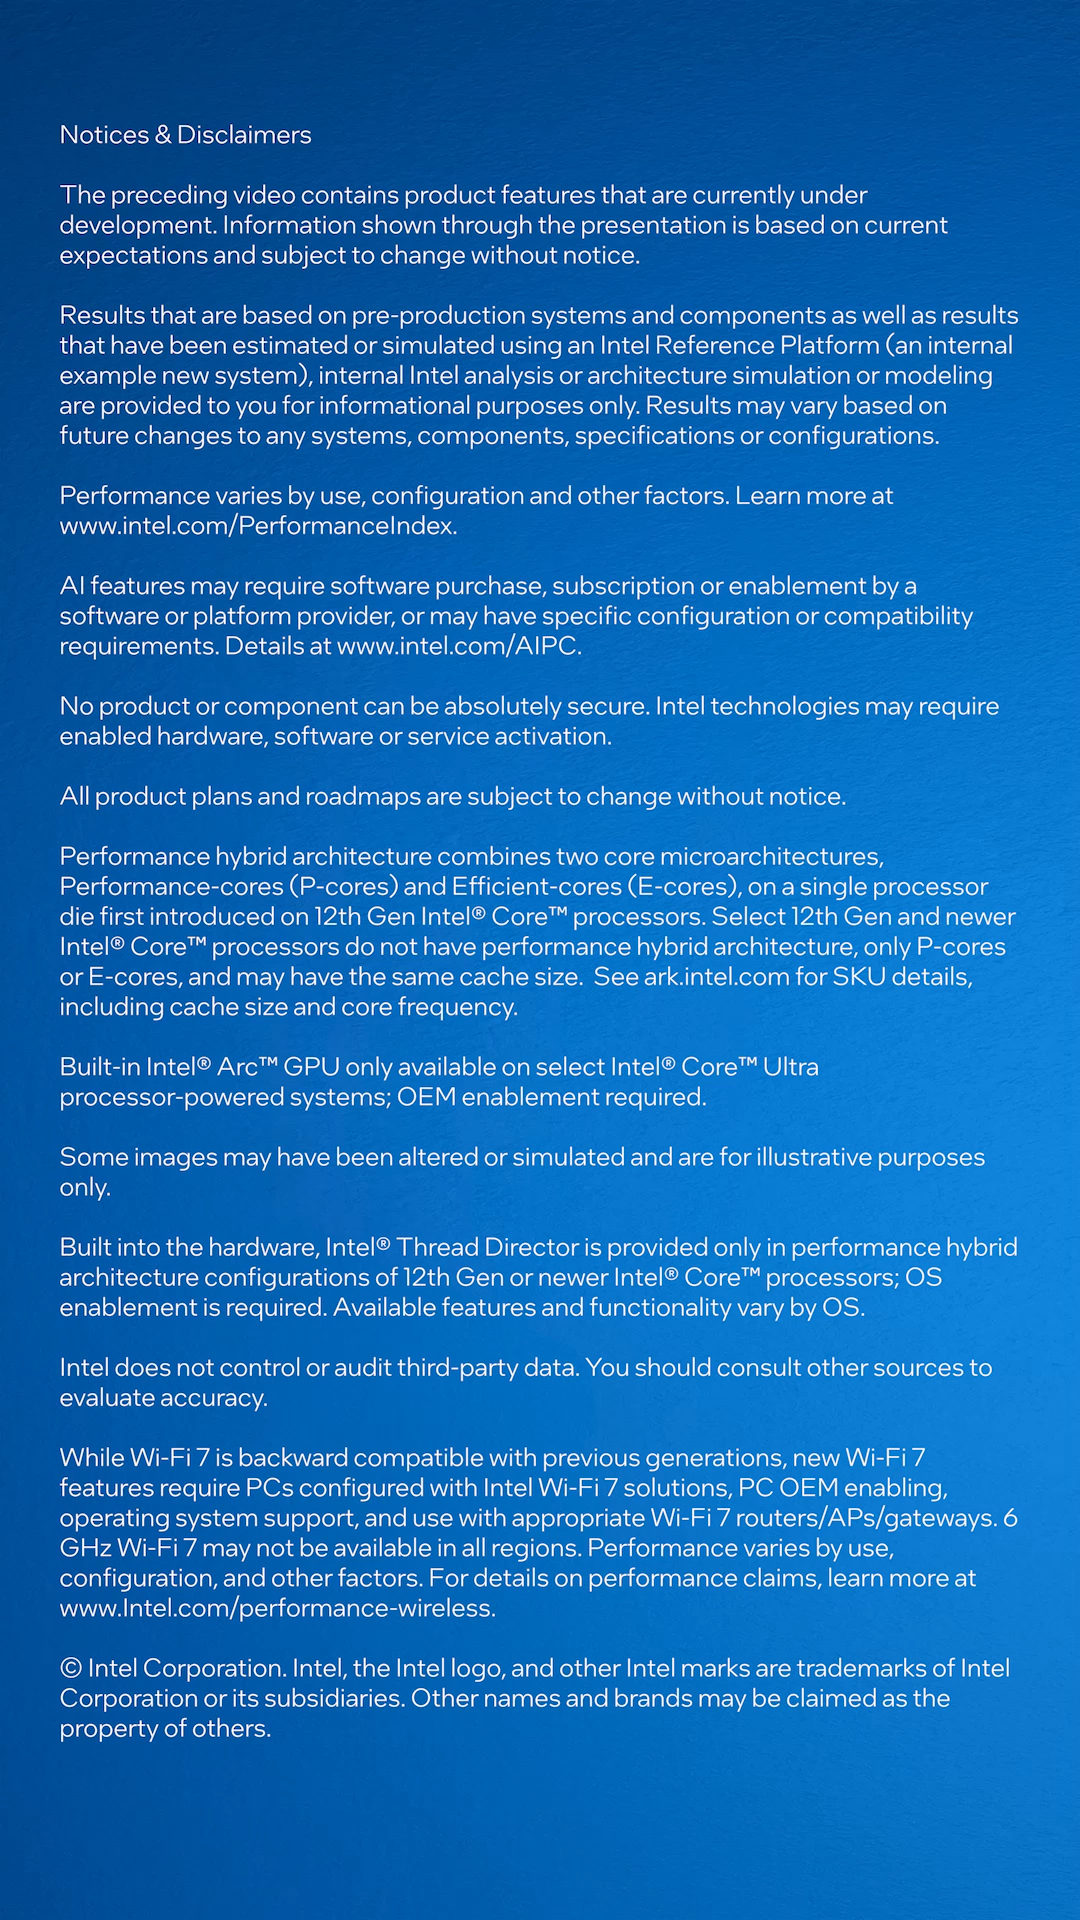 Notices & Disclaimers
The preceding video contains product features that are currently under
development. Information shown through the presentation is based on current
expectations and subject to change without notice.
Results that are based on pre-production systems and components as well as results
that have been estimated or simulated using an Intel Reference Platform (an internal
example new system), internal Intel analysis or architecture simulation or modeling
are provided to you for informational purposes only. Results may vary based on
future changes to any systems, components, specifications or configurations.
Performance varies by use, configuration and other factors. Learn more at
www.intel.com/PerformanceIndex.
AI features may require software purchase, subscription or enablement by a
software or platform provider, or may have specific configuration or compatibility
requirements. Details at www.intel.com/AIPC.
No product or component can be absolutely secure. Intel technologies may require
enabled hardware, software or service activation.
All product plans and roadmaps are subject to change without notice.
Performance hybrid architecture combines two core microarchitectures,
Performance-cores (P-cores) and Efficient-cores (E-cores), on a single processor
die first introduced on 12th Gen Intel® Core™ processors. Select 12th Gen and newer
Intel® Core™ processors do not have performance hybrid architecture, only P-cores
or E-cores, and may have the same cache size.  See ark.intel.com for SKU details,
including cache size and core frequency.
Built-in Intel® Arc™ GPU only available on select Intel® Core™ Ultra
processor-powered systems; OEM enablement required.
Some images may have been altered or simulated and are for illustrative purposes
only.
Built into the hardware, Intel® Thread Director is provided only in performance hybrid
architecture configurations of 12th Gen or newer Intel® Core™ processors; OS
enablement is required. Available features and functionality vary by OS.
Intel does not control or audit third-party data. You should consult other sources to
evaluate accuracy.
While Wi-Fi 7 is backward compatible with previous generations, new Wi-Fi 7
features require PCs configured with Intel Wi-Fi 7 solutions, PC OEM enabling,
operating system support, and use with appropriate Wi-Fi 7 routers/APs/gateways. 6
GHz Wi-Fi 7 may not be available in all regions. Performance varies by use,
configuration, and other factors. For details on performance claims, learn more at
www.Intel.com/performance-wireless.
© Intel Corporation. Intel, the Intel logo, and other Intel marks are trademarks of Intel
Corporation or its subsidiaries. Other names and brands may be claimed as the
property of others.